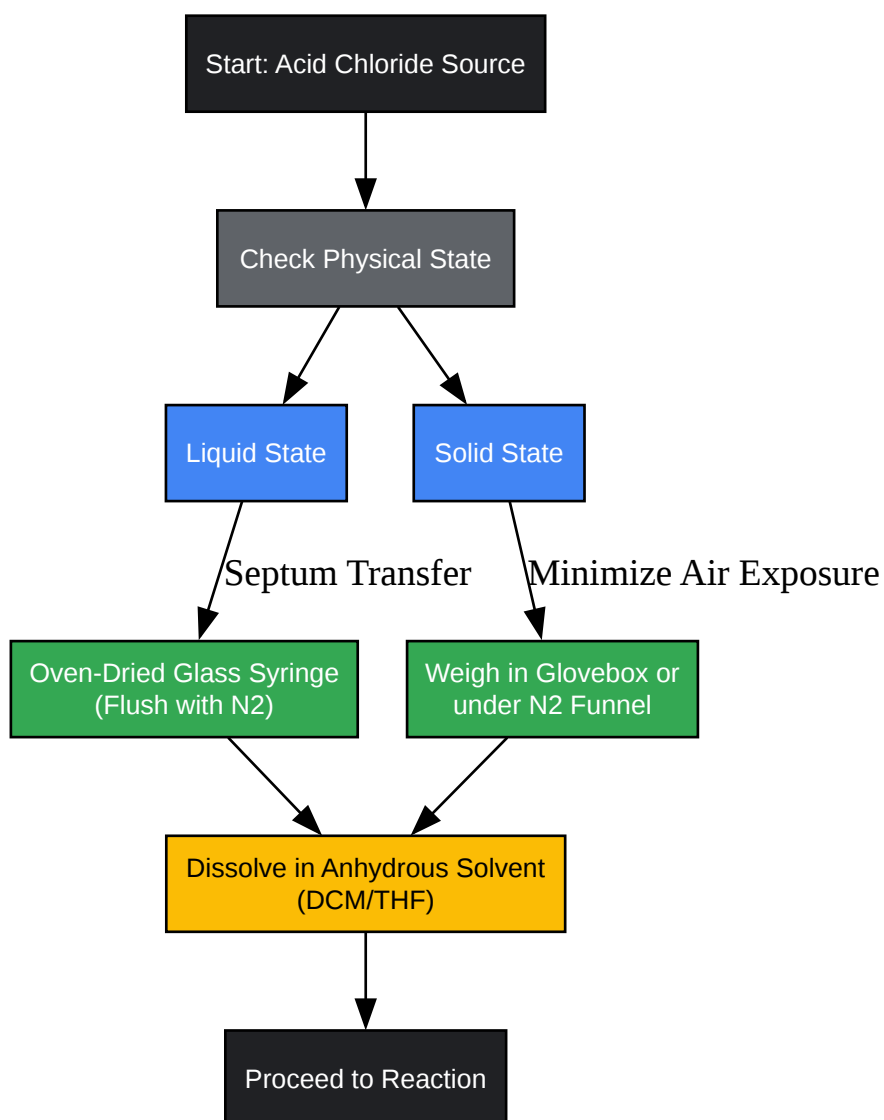 Start: Acid Chloride Source
Check Physical State
Liquid State
Solid State
Septum Transfer
Minimize Air Exposure
Oven-Dried Glass Syringe
(Flush with N2)
Weigh in Glovebox or
under N2 Funnel
Dissolve in Anhydrous Solvent
(DCM/THF)
Proceed to Reaction